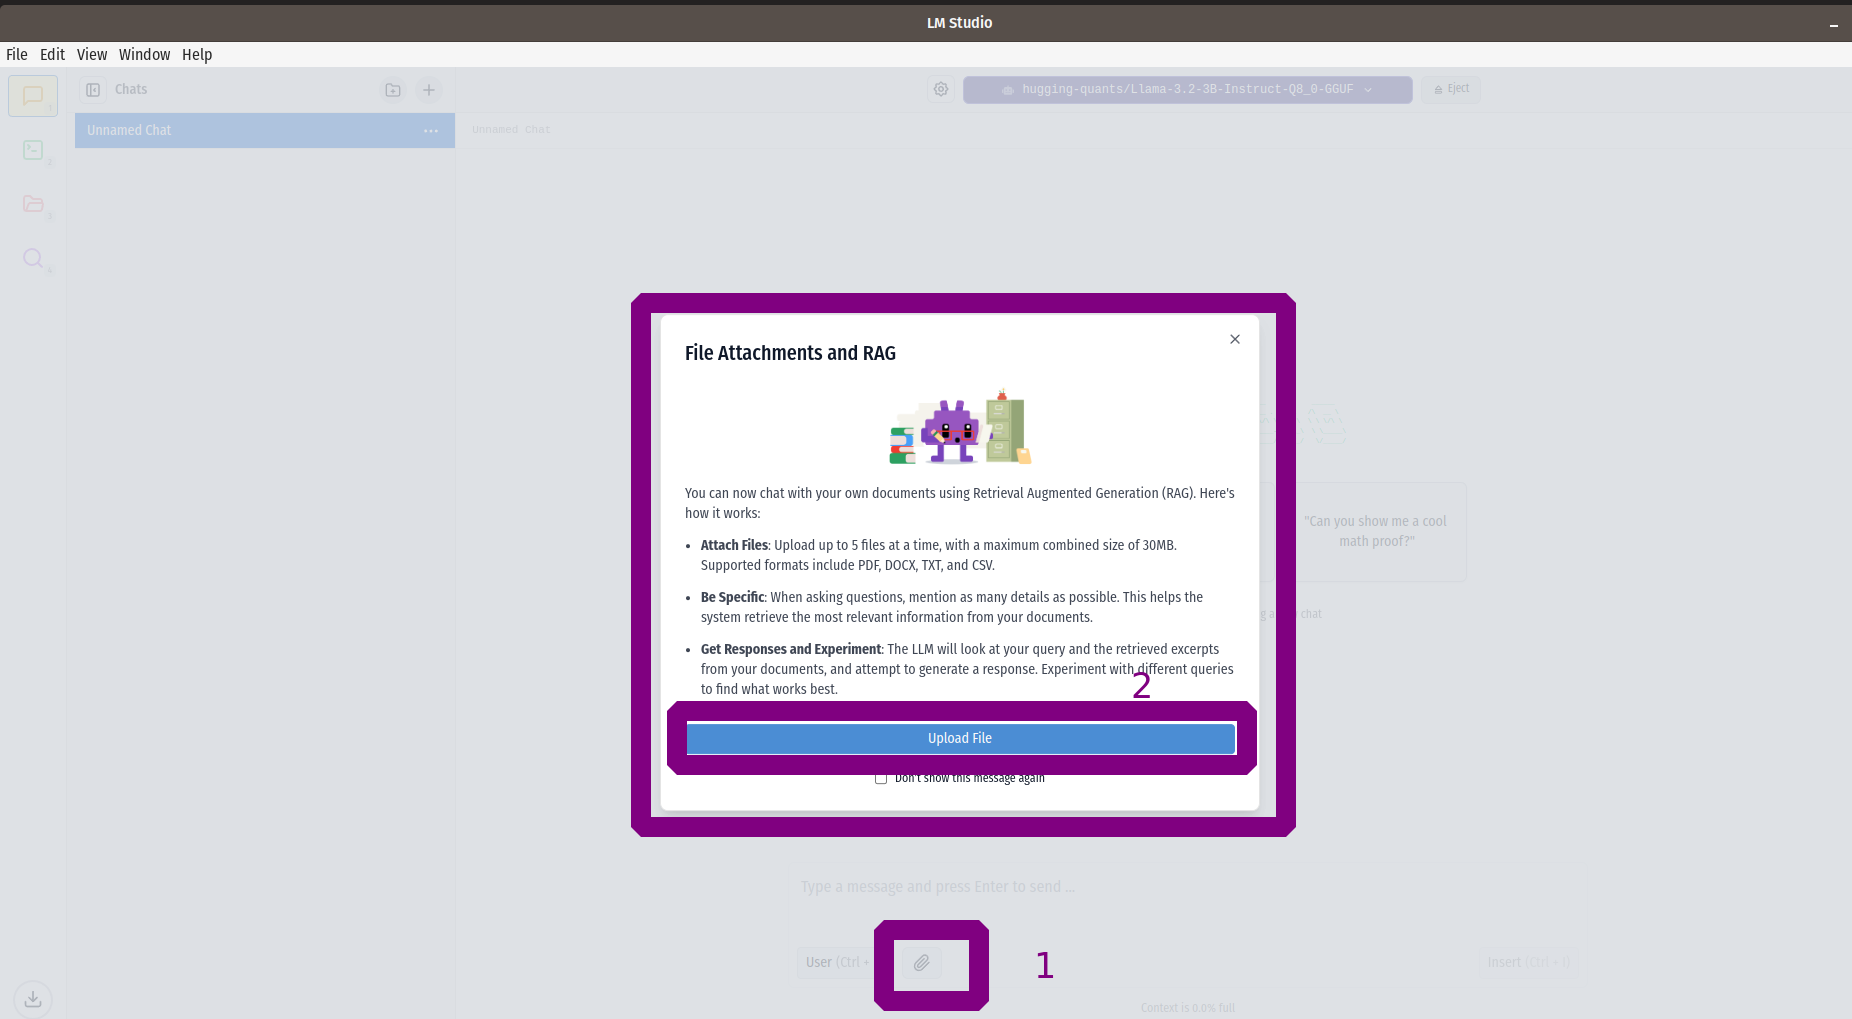 LM Studio
File Edit View Window Help
Chats
hugging-quants/Llama-3.2-3B-Instruct-Q8_0-GGUF
Eject
1
Unnamed Chat
Unnamed Chat
2
3
4
File Attachments and RAG
You can now chat with your own documents using Retrieval Augmented Generation (RAG). Here's
how it works:
"Can you show me a cool
math proof?"
Attach Files: Upload up to 5 files at a time, with a maximum combined size of 30MB.
Supported formats include PDF, DOCX, TXT, and CSV.
Be Specific: When asking questions, mention as many details as possible. This helps the
system retrieve the most relevant information from your documents.
chat
Get Responses and Experiment: The LLM will look at your query and the retrieved excerpts
from your documents, and attempt to generate a response. Experiment with different queries
to find what works best.
2
Upload File
Don't show this message again
Type a message and press Enter to send ...
User (Ctrl +
1
Insert (Ctrl + I)
Context is 0.0% full